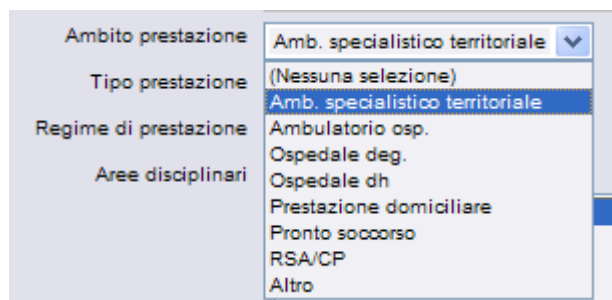 Ambito prestazione Amb. specialistico territoriale
Tipo prestazione (Nessuna selezione)
Amb. specialistico territoriale
Regime di prestazione Ambulatorio osp.
Ospedale deg.
Aree disciplinari Ospedale dh
Prestazione domiciliare
Pronto soccorso
RSA/CP
Altro